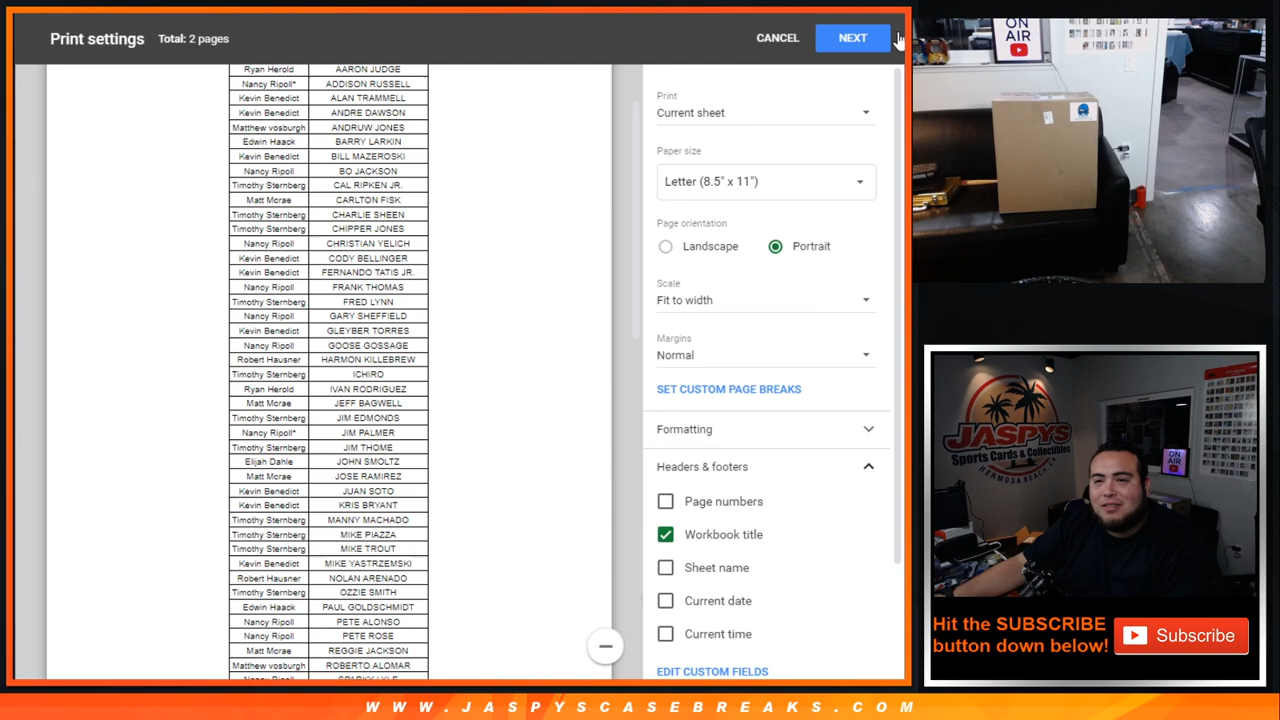 Print settings Total: 2 pages CANCEL NEXT
Ryan Herold AARON JUDGE
Nancy Ripoll* ADDISON RUSSELL
Kevin Benedict ALAN TRAMMELL
Kevin Benedict ANDRE DAWSON
Matthew vosburgh ANDRUW JONES
Edwin Haack BARRY LARKIN
Kevin Benedict BILL MAZEROSKI
Nancy Ripoll BO JACKSON
Timothy Sternberg CAL RIPKEN JR.
Matt Mcrae CARLTON FISK
Timothy Sternberg CHARLIE SHEEN
Timothy Sternberg CHIPPER JONES
Nancy Ripoll CHRISTIAN YELICH
Kevin Benedict CODY BELLINGER
Kevin Benedict FERNANDO TATIS JR.
Nancy Ripoll FRANK THOMAS
Timothy Sternberg FRED LYNN
Nancy Ripoll GARY SHEFFIELD
Kevin Benedict GLEYBER TORRES
Nancy Ripoll GOOSE GOSSAGE
Robert Hausner HARMON KILLEBREW
Timothy Sternberg ICHIRO
Ryan Herold IVAN RODRIGUEZ
Matt Mcrae JEFF BAGWELL
Timothy Sternberg JIM EDMONDS
Nancy Ripoll* JIM PALMER
Timothy Sternberg JIM THOME
Elijah Dahle JOHN SMOLTZ
Matt Mcrae JOSE RAMIREZ
Kevin Benedict JUAN SOTO
Kevin Benedict KRIS BRYANT
Timothy Sternberg MANNY MACHADO
Timothy Sternberg MIKE PIAZZA
Timothy Sternberg MIKE TROUT
Kevin Benedict MIKE YASTRZEMSKI
Robert Hausner NOLAN ARENADO
Timothy Sternberg OZZIE SMITH
Edwin Haack PAUL GOLDSCHMIDT
Nancy Ripoll PETE ALONSO
Nancy Ripoll PETE ROSE
Matt Mcrae REGGIE JACKSON
Matthew vosburgh ROBERTO ALOMAR
Nancy Ripoll SPARKY LYLE
Print
Current sheet
Paper size
Letter (8.5" x 11")
Page orientation
Landscape Portrait
Scale
Fit to width
Margins
Normal
SET CUSTOM PAGE BREAKS
Formatting
Headers & footers
Page numbers
Workbook title
Sheet name
Current date
Current time
EDIT CUSTOM FIELDS
ON
AIR
JASPYS
Sports Cards & Collectibles
HERMOSA BEACH, CA
ON
AIR
Hit the SUBSCRIBE
button down below!
Subscribe
WWW.JASPYSCASEBREAKS.COM